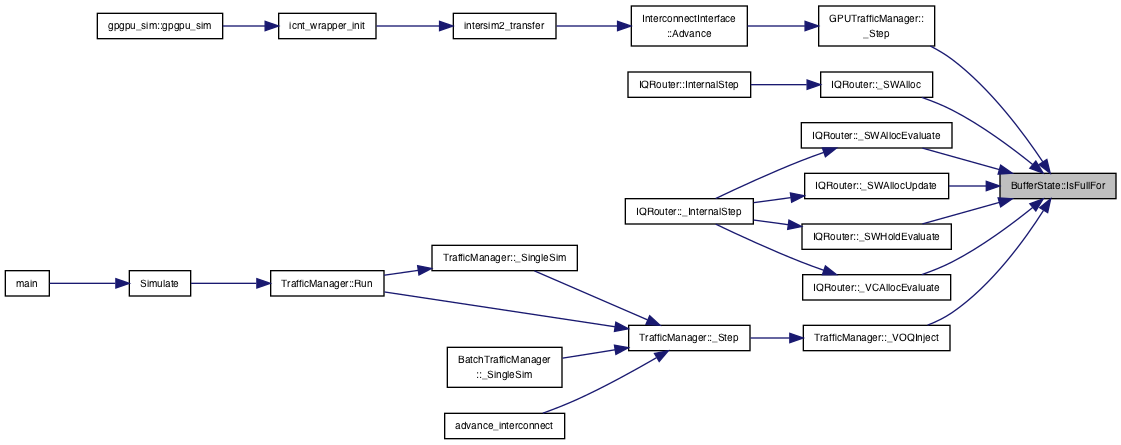 gpgpu_sim::gpgpu_sim
icnt_wrapper_init
intersim2_transfer
InterconnectInterface
::Advance
GPUTrafficManager::
_Step
IQRouter::InternalStep
IQRouter::_SWAlloc
IQRouter::_SWAllocEvaluate
IQRouter::_SWAllocUpdate
BufferState::IsFullFor
IQRouter::_InternalStep
IQRouter::_SWHoldEvaluate
IQRouter::_VCAllocEvaluate
TrafficManager::_SingleSim
main
Simulate
TrafficManager::Run
TrafficManager::_Step
TrafficManager::_VOQInject
BatchTrafficManager
::_SingleSim
advance_interconnect